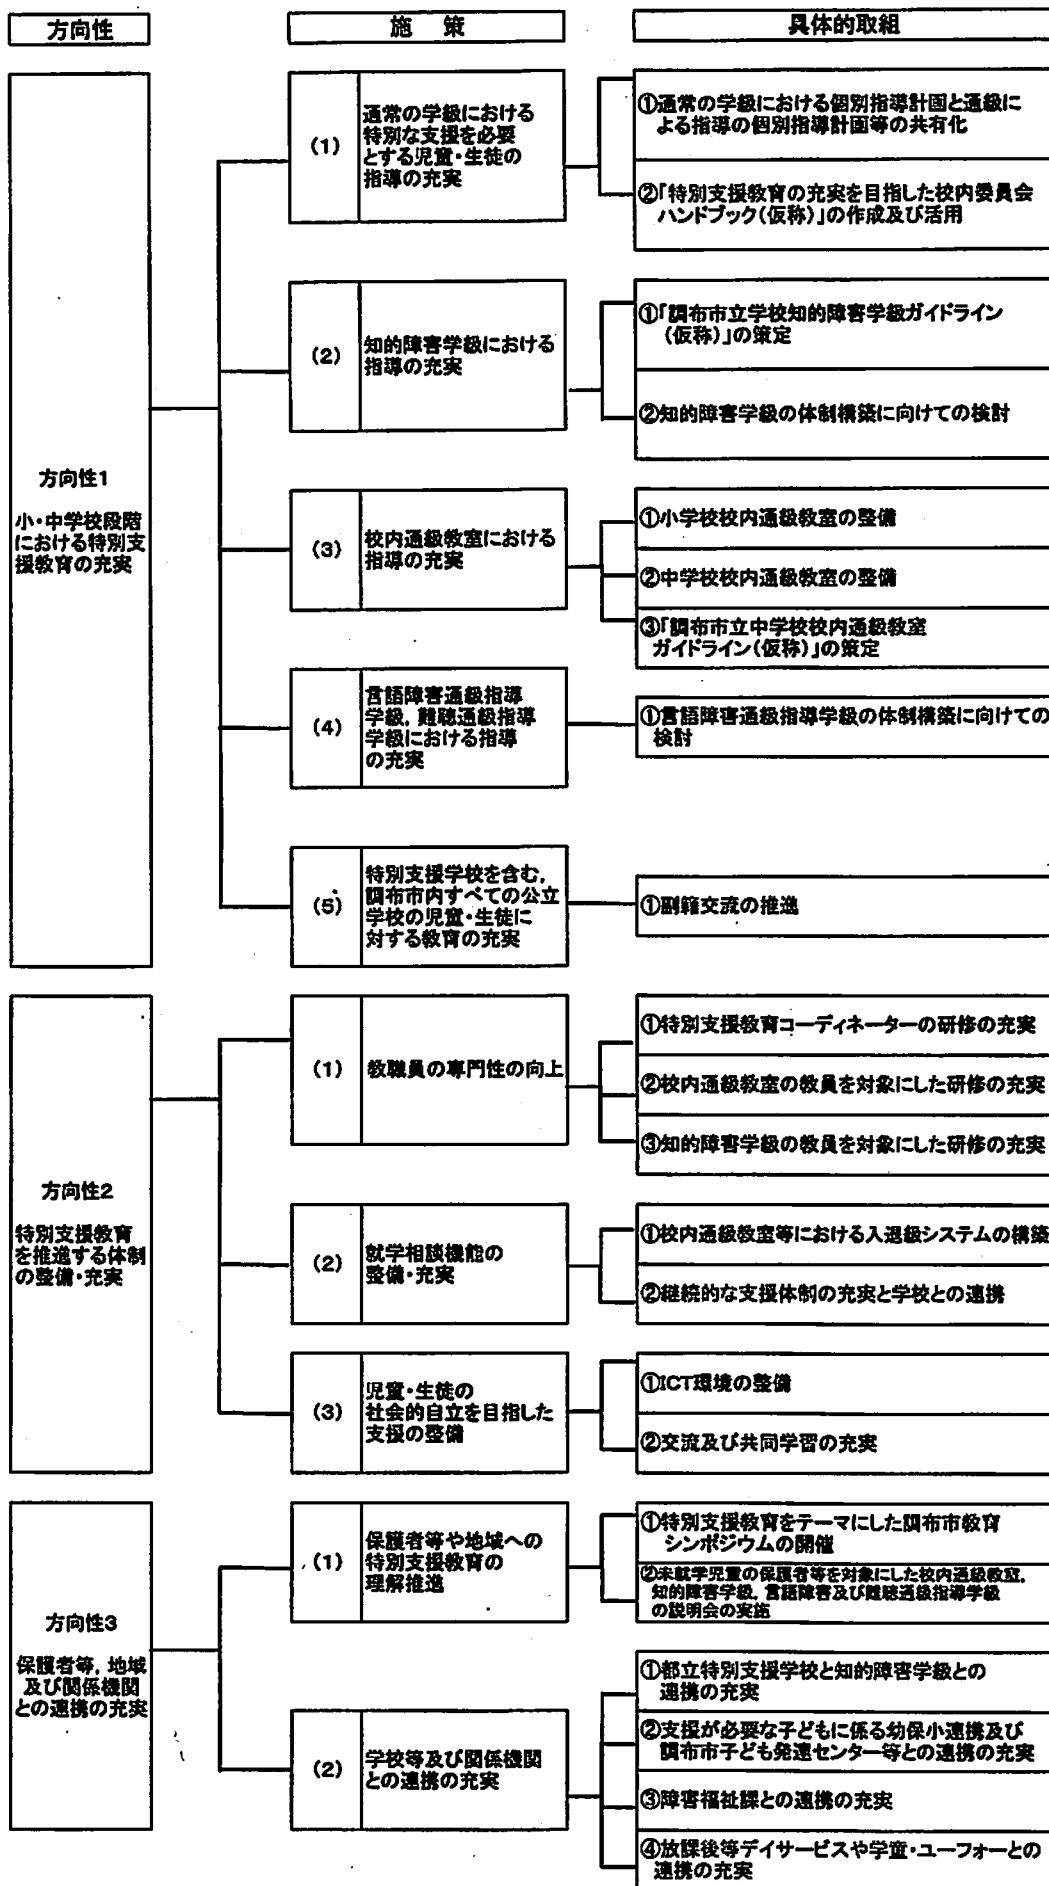 方向性
施　策
具体的取組
方向性1
小・中学校段階
における特別支
援教育の充実
(1)
通常の学級における
特別な支援を必要
とする児童・生徒の
指導の充実
①通常の学級における個別指導計画と通級に
よる指導の個別指導計画等の共有化
②「特別支援教育の充実を目指した校内委員会
ハンドブック(仮称)」の作成及び活用
(2)
知的障害学級における
指導の充実
①「調布市立学校知的障害学級ガイドライン
(仮称)」の策定
②知的障害学級の体制構築に向けての検討
(3)
校内通級教室における
指導の充実
①小学校校内通級教室の整備
②中学校校内通級教室の整備
③「調布市立中学校校内通級教室
ガイドライン(仮称)」の策定
(4)
言語障害通級指導
学級，難聴通級指導
学級における指導
の充実
①言語障害通級指導学級の体制構築に向けての
検討
(5)
特別支援学校を含む，
調布市内すべての公立
学校の児童・生徒に
対する教育の充実
①副籍交流の推進
方向性2
特別支援教育
を推進する体制
の整備・充実
(1)
教職員の専門性の向上
①特別支援教育コーディネーターの研修の充実
②校内通級教室の教員を対象にした研修の充実
③知的障害学級の教員を対象にした研修の充実
(2)
就学相談機能の
整備・充実
①校内通級教室等における入退級システムの構築
②継続的な支援体制の充実と学校との連携
(3)
児童・生徒の
社会的自立を目指した
支援の整備
①ICT環境の整備
②交流及び共同学習の充実
方向性3
保護者等，地域
及び関係機関
との連携の充実
(1)
保護者等や地域への
特別支援教育の
理解推進
①特別支援教育をテーマにした調布市教育
シンポジウムの開催
②未就学児童の保護者等を対象にした校内通級教室，
知的障害学級，言語障害及び難聴通級指導学級
の説明会の実施
(2)
学校等及び関係機関
との連携の充実
①都立特別支援学校と知的障害学級との
連携の充実
②支援が必要な子どもに係る幼保小連携及び
調布市子ども発達センター等との連携の充実
③障害福祉課との連携の充実
④放課後等デイサービスや学童・ユーフォーとの
連携の充実